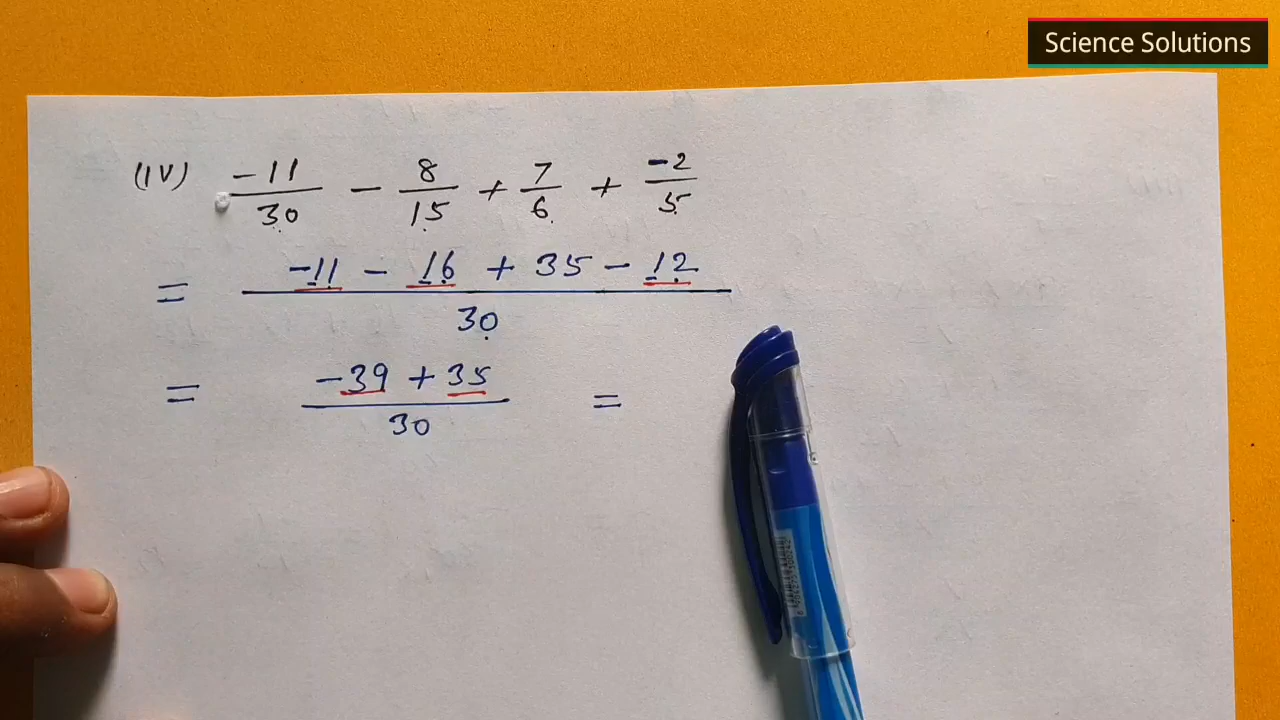 Science Solutions
(IV) -11/30 - 8/15 + 7/6 + -2/5
= -11 - 16 + 35 - 12 / 30
= -39 + 35 / 30 =